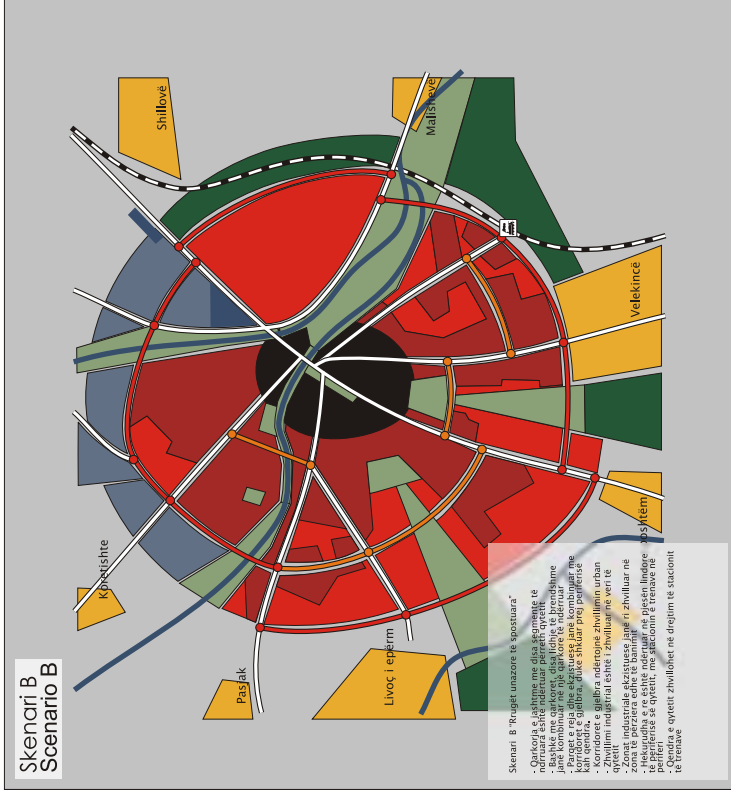 Skenari B
Scenario B
Shillovë
Malishevë
Koretishte
Velekincë
Pasjak
Livoç i epërm
poshtëm
Skenari B "Rrugët unazore të spostuara"
- Qarkorja e jashtme me disa segmente të
ndrruara është ndërtuar përreth qytetit
- Bashkë me qarkoret, disa lidhje të brendshme
janë kombinuar në një qarkore të ndërruar
- Parqet e reja dhe ekzistuese janë kombinuar me
korridoret e gjelbra, duke shkuar prej periferisë
kah qendra.
- Korridoret e gjelbra ndërtojnë zhvillimin urban
- Zhvillimi industrial është i zhvilluar në veri të
qytetit
- Zonat industriale ekzistuese janë ri zhvilluar në
zona të përziera edhe të banimit
- Hekurudha e re është ndërruar në pjesën lindore
të periferisë së qytetit, me stacionin e trenave në
periferi
- Qendra e qytetit zhvillohet në drejtim të stacionit
të trenave